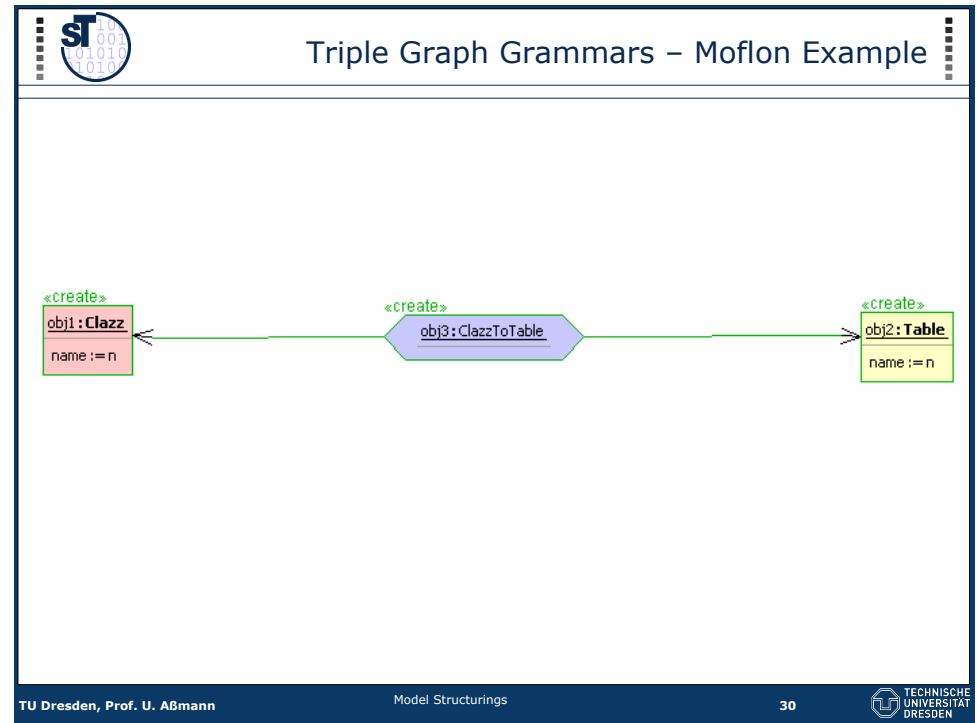 ST
Triple Graph Grammars – Moflon Example
«create»
obj1:Clazz
name := n
«create»
obj3:ClazzToTable
«create»
obj2:Table
name := n
TU Dresden, Prof. U. Aßmann
Model Structurings
30
TECHNISCHE
UNIVERSITÄT
DRESDEN